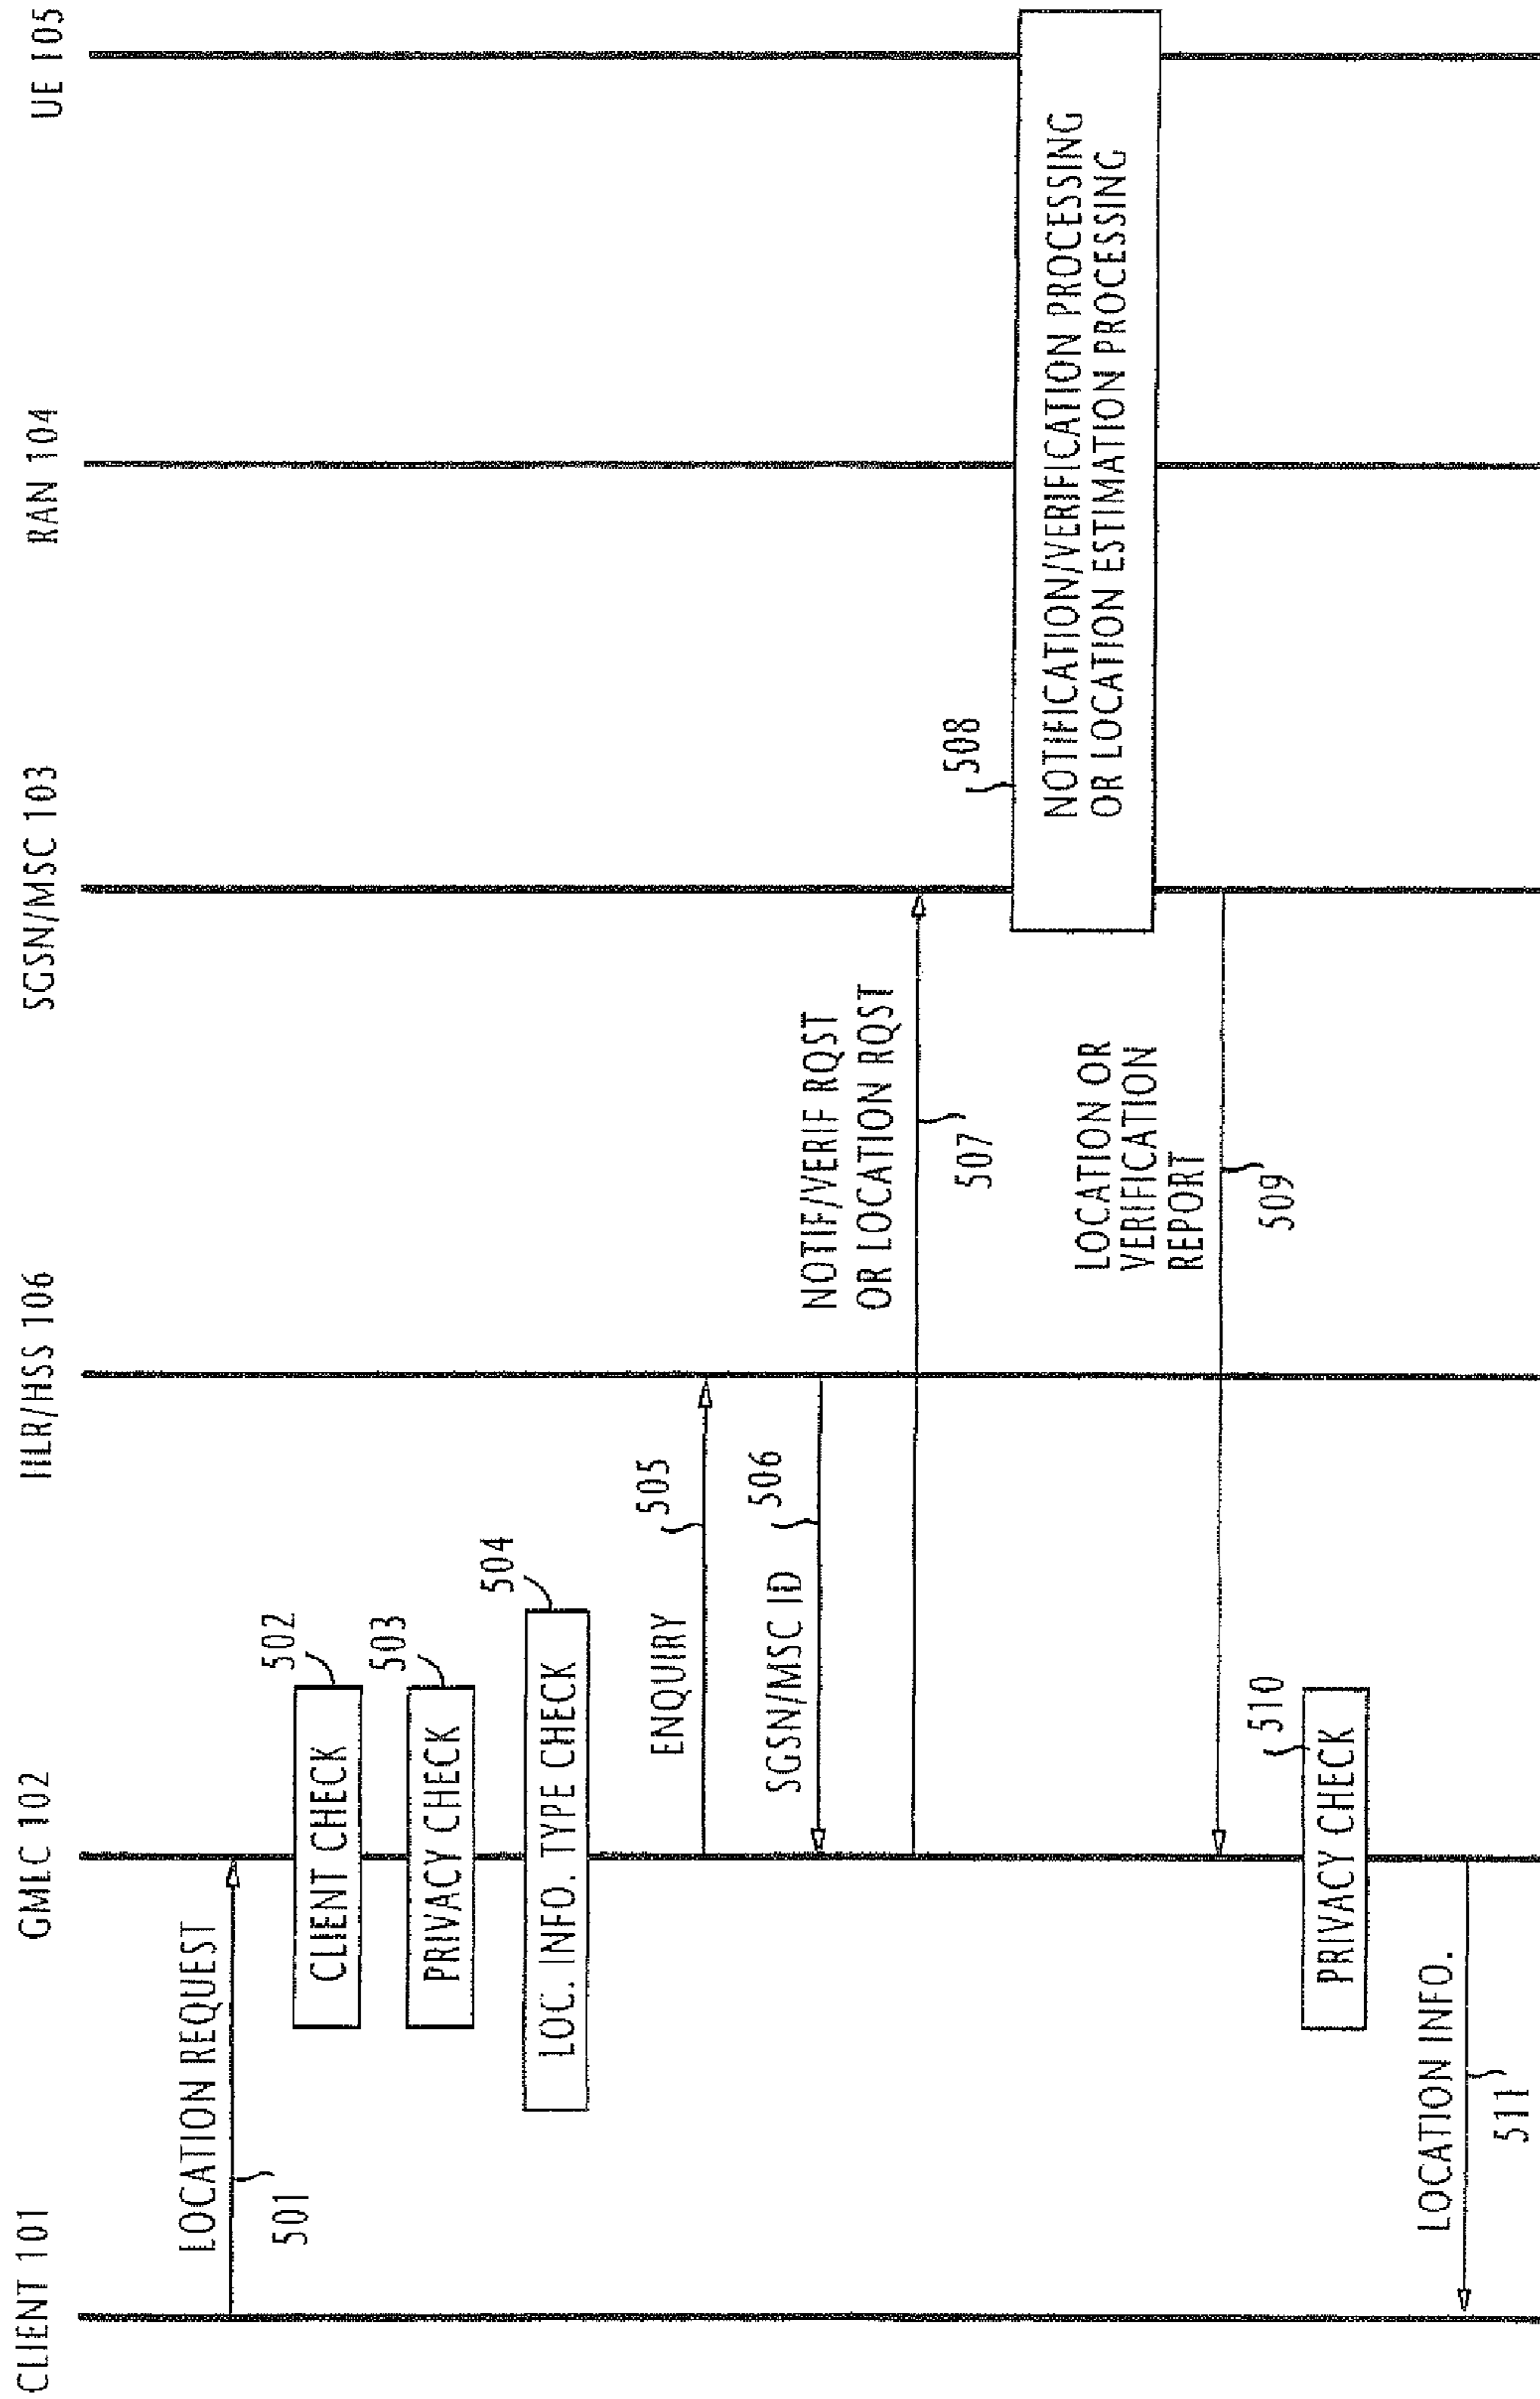 CLIENT 101
GMLC 102
HLR/HSS 106
SGSN/MSC 103
RAN 104
UE 105
LOCATION REQUEST
501
CLIENT CHECK
502
PRIVACY CHECK
503
LOC. INFO. TYPE CHECK
504
ENQUIRY
505
SGSN/MSC ID
506
NOTIF/VERIF RQST
OR LOCATION RQST
507
508
NOTIFICATION/VERIFICATION PROCESSING
OR LOCATION ESTIMATION PROCESSING
LOCATION OR
VERIFICATION
REPORT
509
PRIVACY CHECK
510
LOCATION INFO.
511